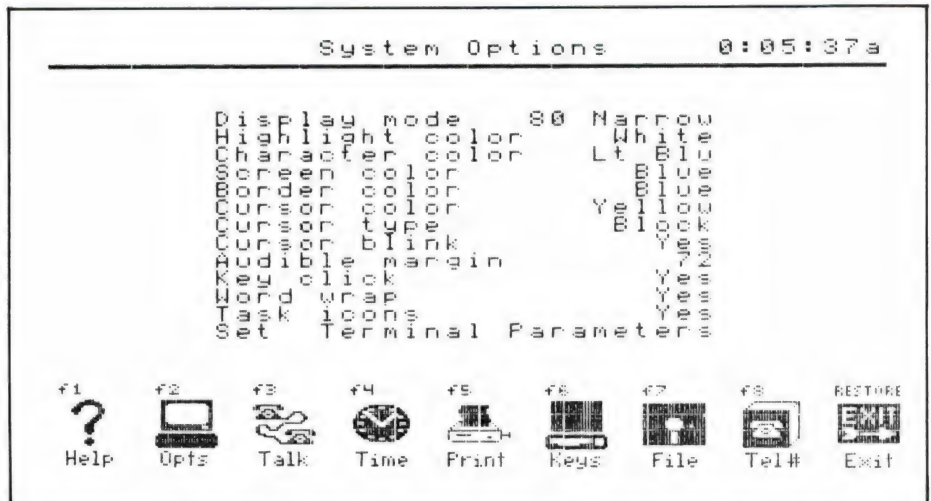 System Options 0:05:37a
Display mode 80 Narrow
Highlight color White
Character color Lt Blu
Screen color Blue
Border color Blue
Cursor color Yellow
Cursor type Block
Cursor blink Yes
Audible margin 72
Key click Yes
Word wrap Yes
Task icons Yes
Set Terminal Parameters
f1 f2 f3 f4 f5 f6 f7 f8 RESTORE
? EXIT
Help Opts Talk Time Print Keys File Tel# Exit